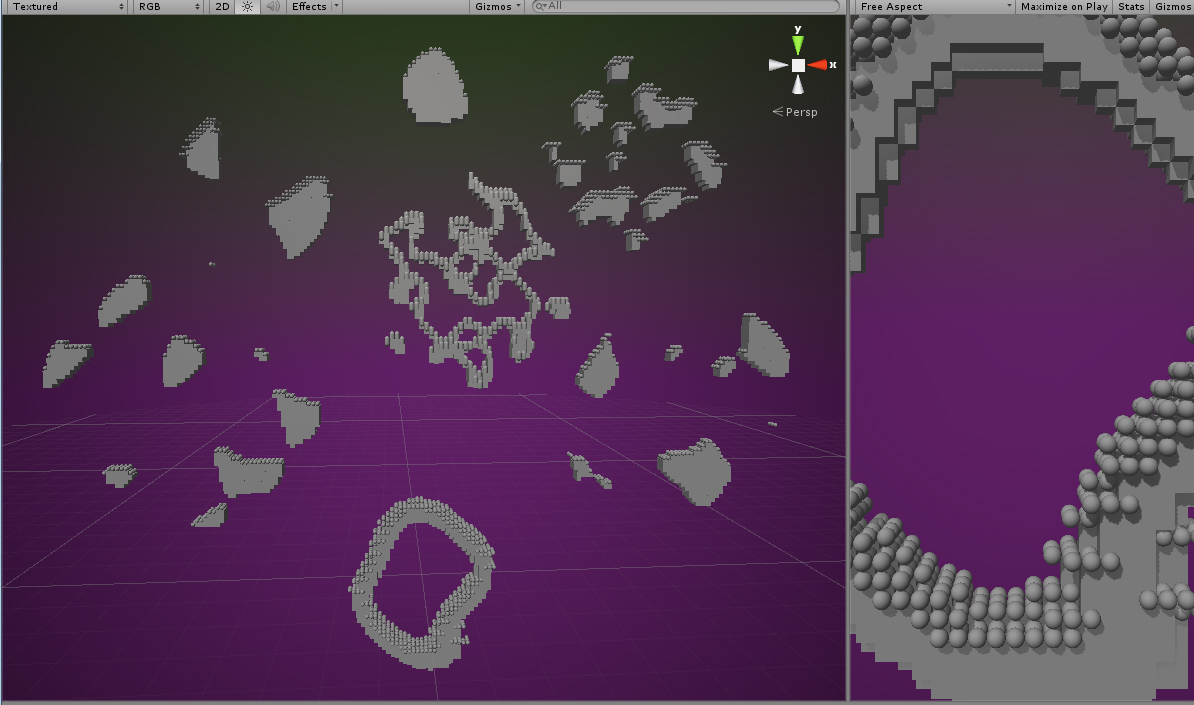 Textured RGB 2D Effects Gizmos All Free Aspect Maximize on Play Stats Gizmos
y
x
Persp